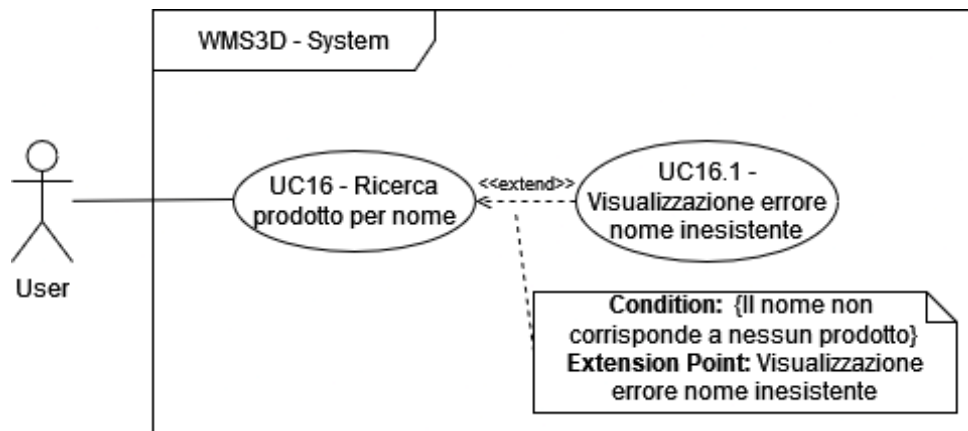 WMS3D - System
User
UC16 - Ricerca
prodotto per nome
<<extend>>
UC16.1 -
Visualizzazione errore
nome inesistente
Condition: {Il nome non
corrisponde a nessun prodotto}
Extension Point: Visualizzazione
errore nome inesistente